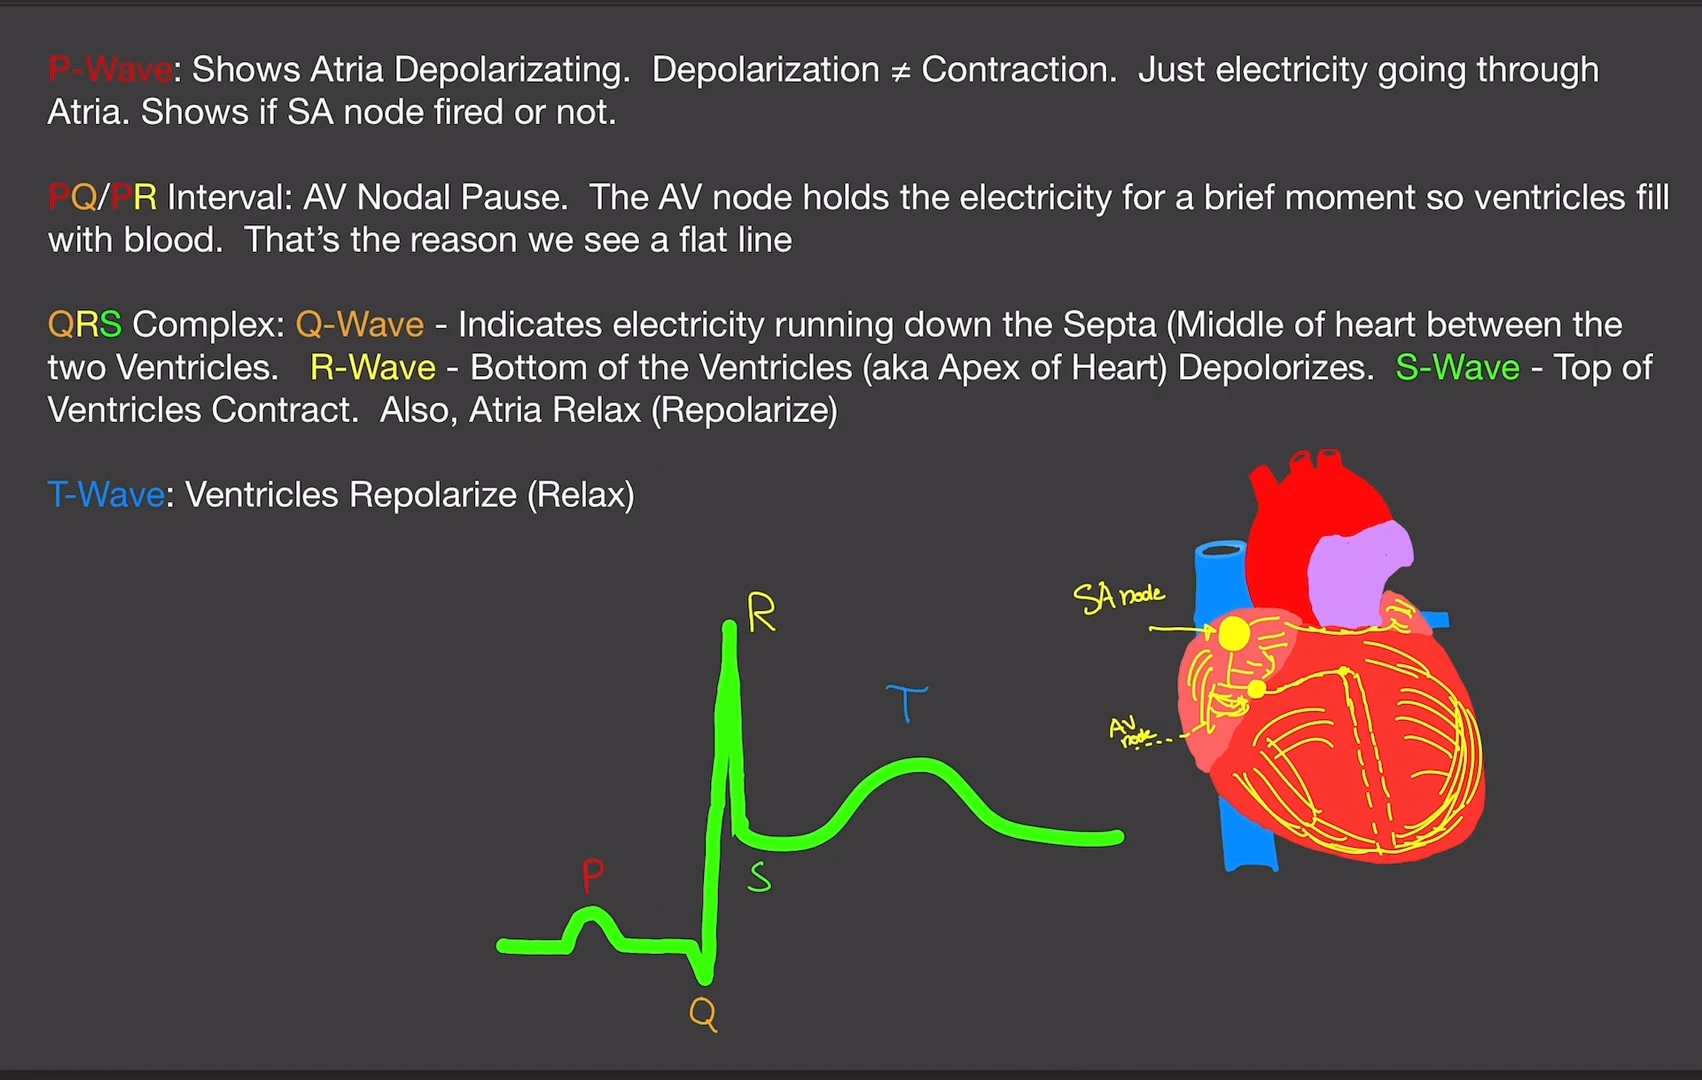 P-Wave: Shows Atria Depolarizating.  Depolarization ≠ Contraction.  Just electricity going through
Atria. Shows if SA node fired or not.
PQ/PR Interval: AV Nodal Pause.  The AV node holds the electricity for a brief moment so ventricles fill
with blood.  That’s the reason we see a flat line
QRS Complex: Q-Wave - Indicates electricity running down the Septa (Middle of heart between the
two Ventricles.   R-Wave - Bottom of the Ventricles (aka Apex of Heart) Depolorizes.  S-Wave - Top of
Ventricles Contract.  Also, Atria Relax (Repolarize)
T-Wave: Ventricles Repolarize (Relax)
SA node
R
T
AV
node
P
S
Q